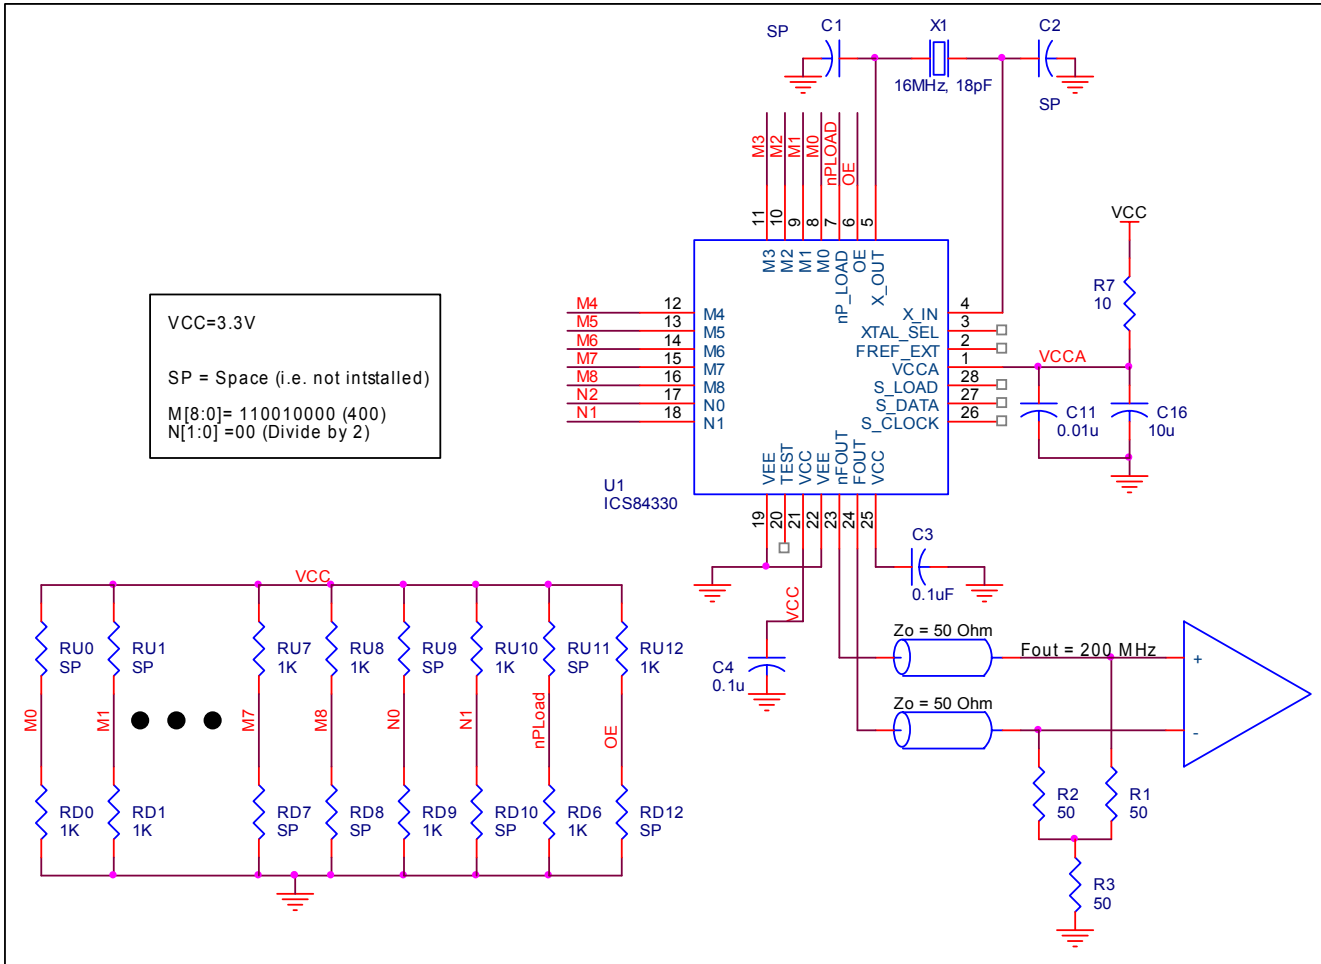 SP
C1
X1
C2
16MHz, 18pF
SP
M3
M2
M1
M0
nPLOAD
OE
11
10
9
8
7
6
5
M3
M2
M1
M0
nP_LOAD
OE
X_OUT
VCC
R7
10
VCC=3.3V
SP = Space (i.e. not intstalled)
M[8:0]= 110010000 (400)
N[1:0] =00 (Divide by 2)
M4 12 M4
M5 13 M5
M6 14 M6
M7 15 M7
M8 16 M8
N2 17 N0
N1 18 N1
X_IN 4
XTAL_SEL 3
FREF_EXT 2
VCCA 1 VCCA
S_LOAD 28
S_DATA 27
S_CLOCK 26
C11
0.01u
C16
10u
VEE
TEST
VCC
VEE
nFOUT
FOUT
VCC
U1
ICS84330
19
20
21
22
23
24
25
C3
0.1uF
VCC
C4
0.1u
Zo = 50 Ohm
Fout = 200 MHz
Zo = 50 Ohm
+
-
R2
50
R1
50
R3
50
VCC
RU0
SP
RU1
SP
RU7
1K
RU8
1K
RU9
SP
RU10
1K
RU11
SP
RU12
1K
M0
M1
M7
M8
N0
N1
nPLoad
OE
RD0
1K
RD1
1K
RD7
SP
RD8
SP
RD9
1K
RD10
SP
RD6
1K
RD12
SP